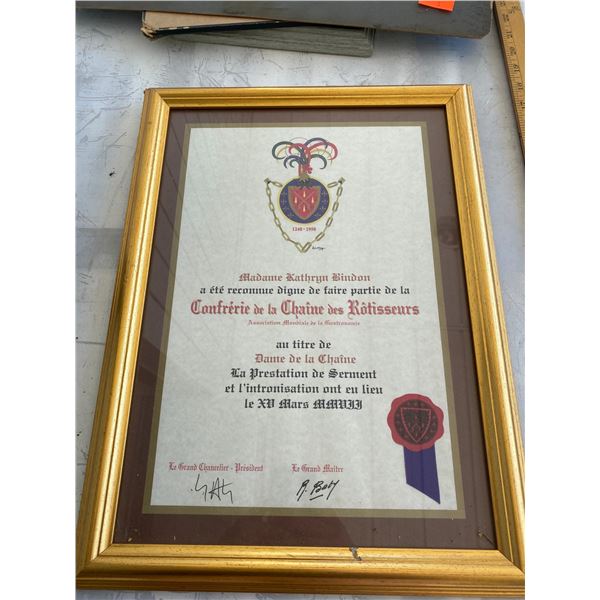 1248 - 1950
Madame Kathryn Bindon
a été reconnue digne de faire partie de la
Confrérie de la Chaîne des Rôtisseurs
Association Mondiale de la Gastronomie
au titre de
Dame de la Chaîne
La Prestation de Serment
et l'intronisation ont eu lieu
le XV Mars MMVII
Le Grand Chancelier - Président
Le Grand Maître